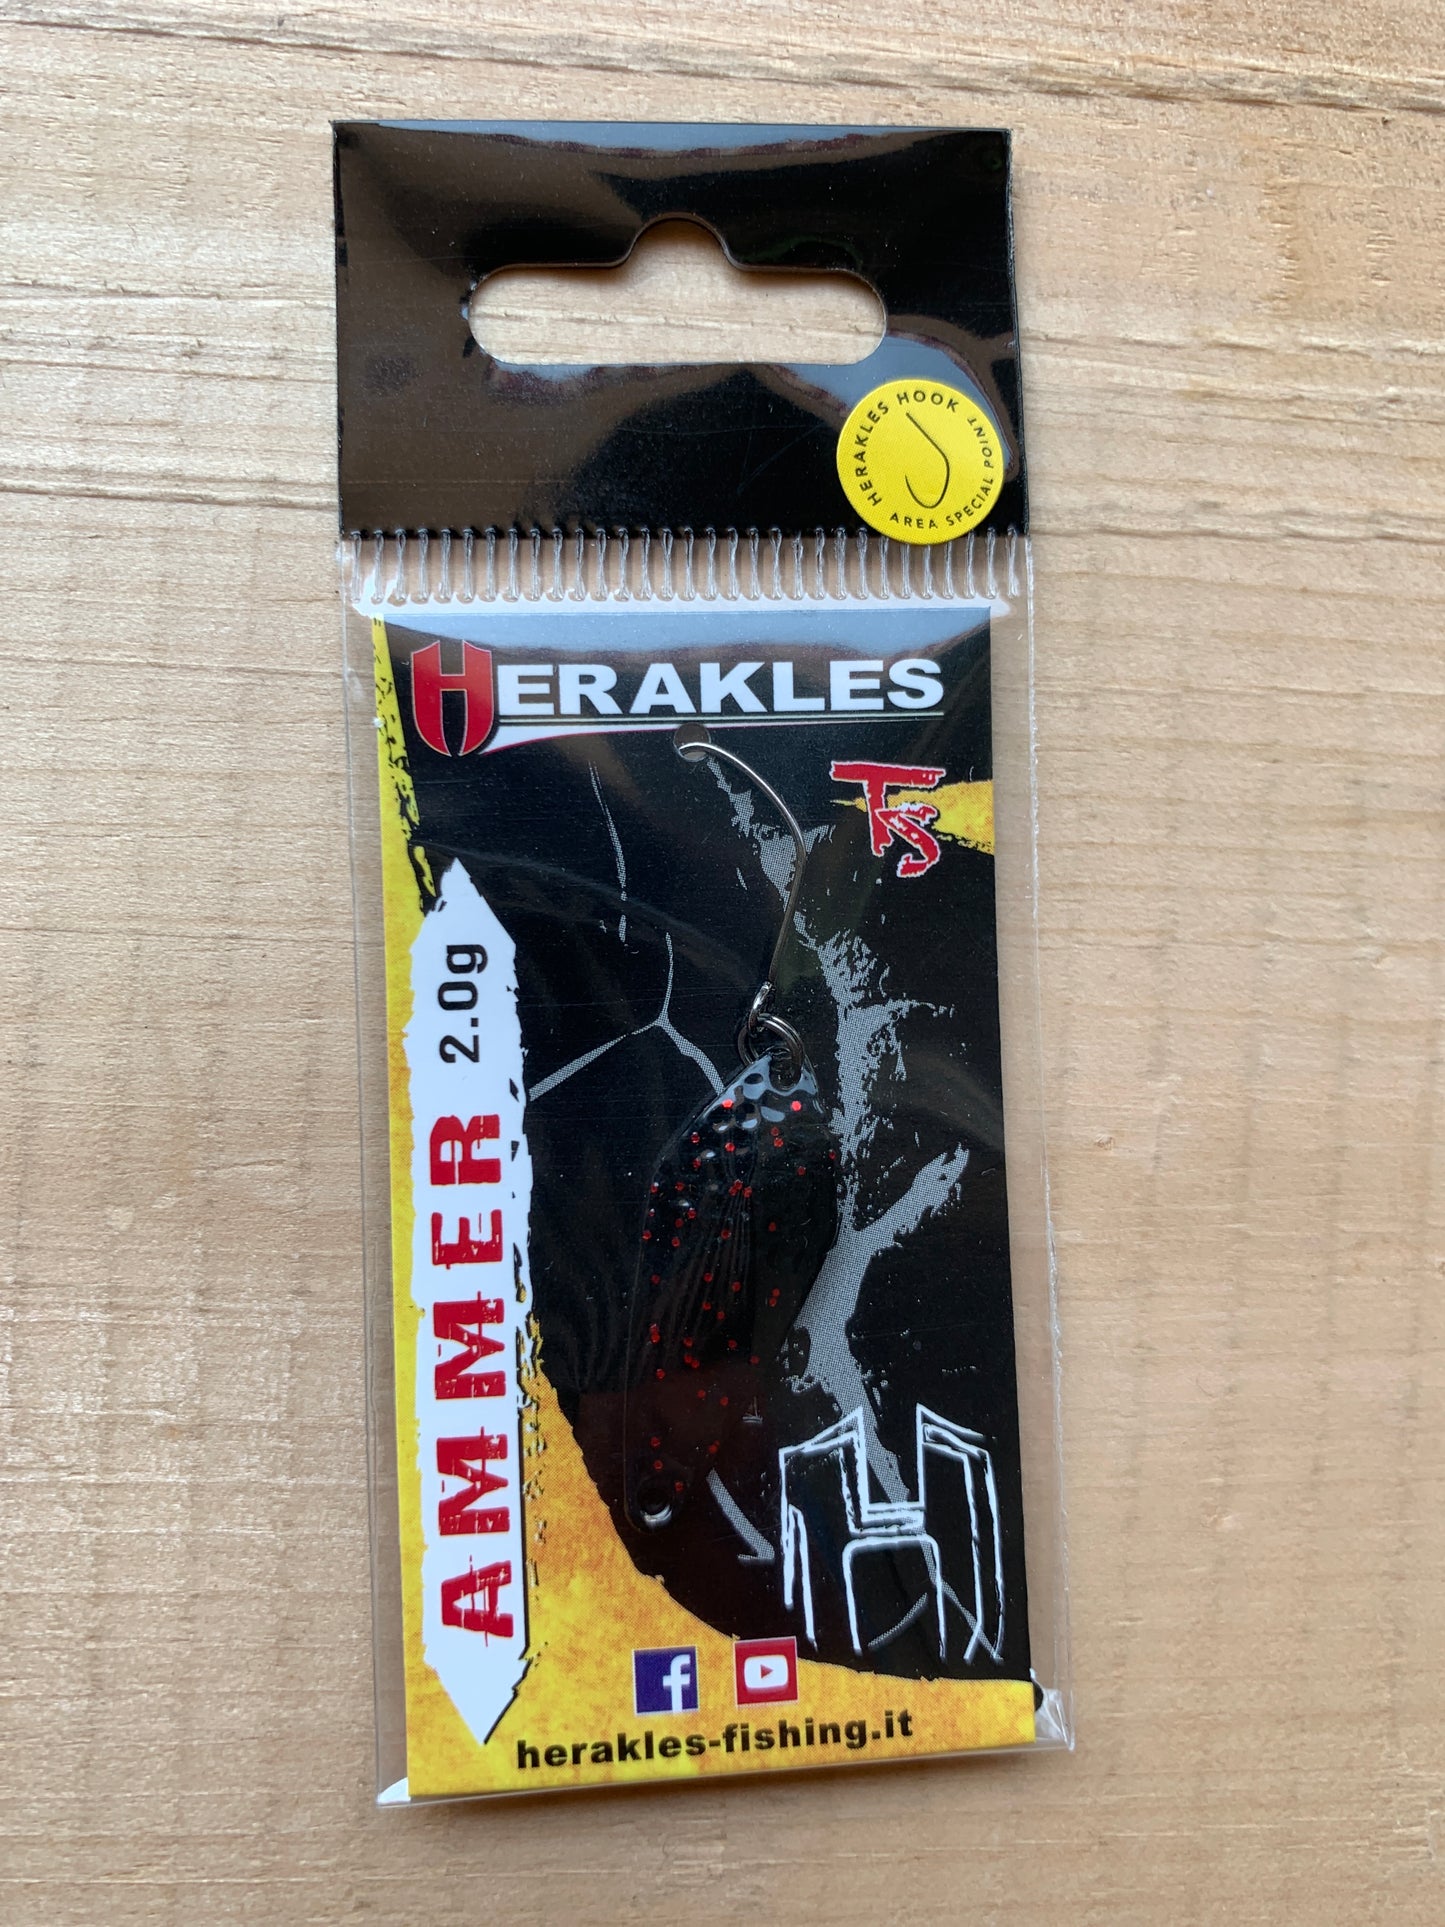 HERAKLES HOOK
AREA SPECIAL POINT
HERAKLES
TS
AMMER 2.0g
f
herakles-fishing.it